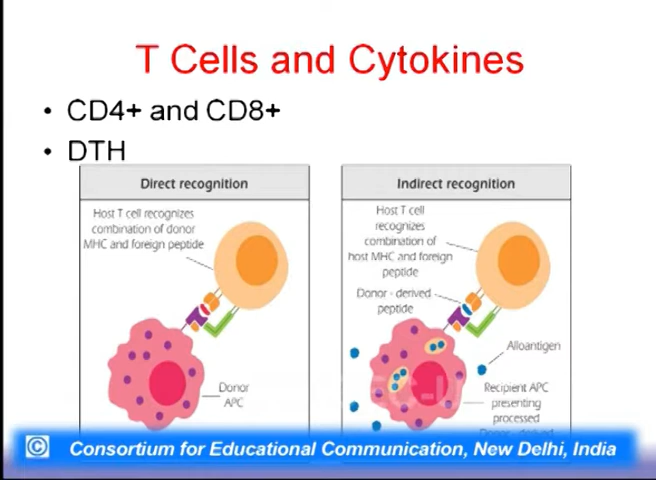 T Cells and Cytokines
• CD4+ and CD8+
• DTH
Direct recognition
Host T cell recognizes
combination of donor
MHC and foreign peptide
Donor
APC
Indirect recognition
Host T cell
recognizes
combination of
host MHC and foreign
peptide
Donor - derived
peptide
Alloantigen
Recipient APC
presenting
processed
© Consortium for Educational Communication, New Delhi, India